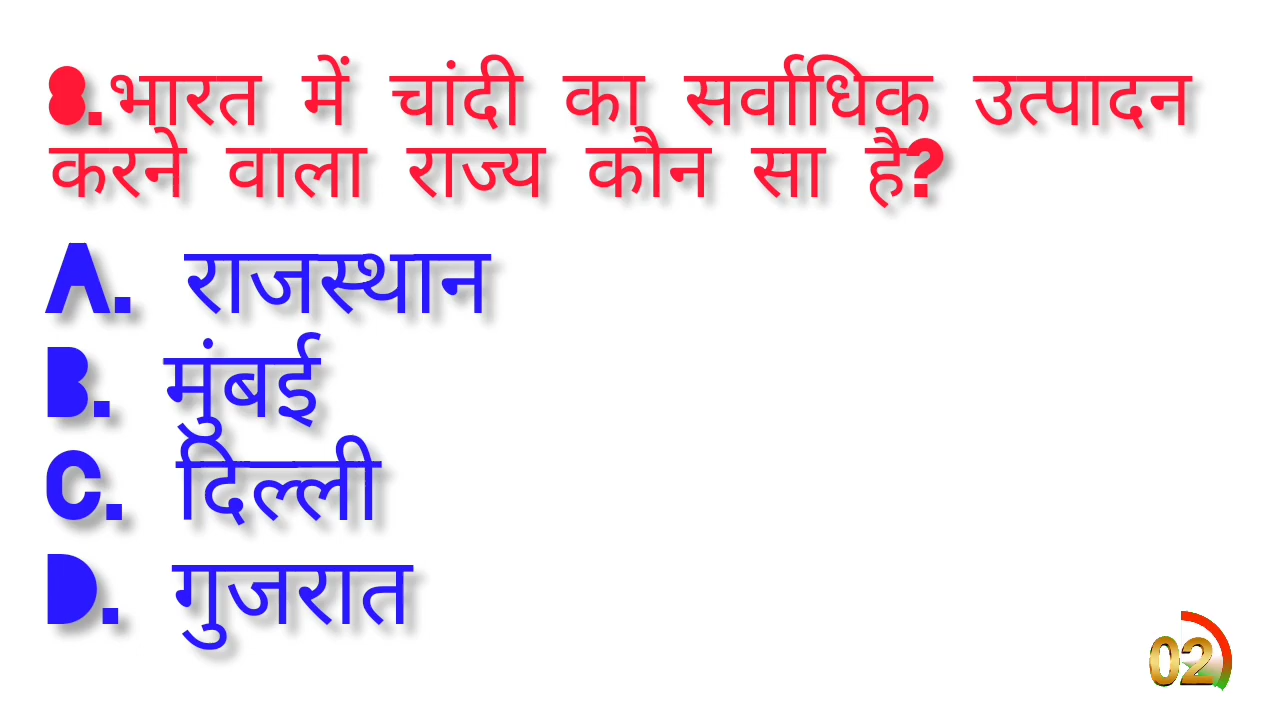 8.भारत में चांदी का सर्वाधिक उत्पादन
करने वाला राज्य कौन सा है?
A. राजस्थान
B. मुंबई
C. दिल्ली
D. गुजरात
02